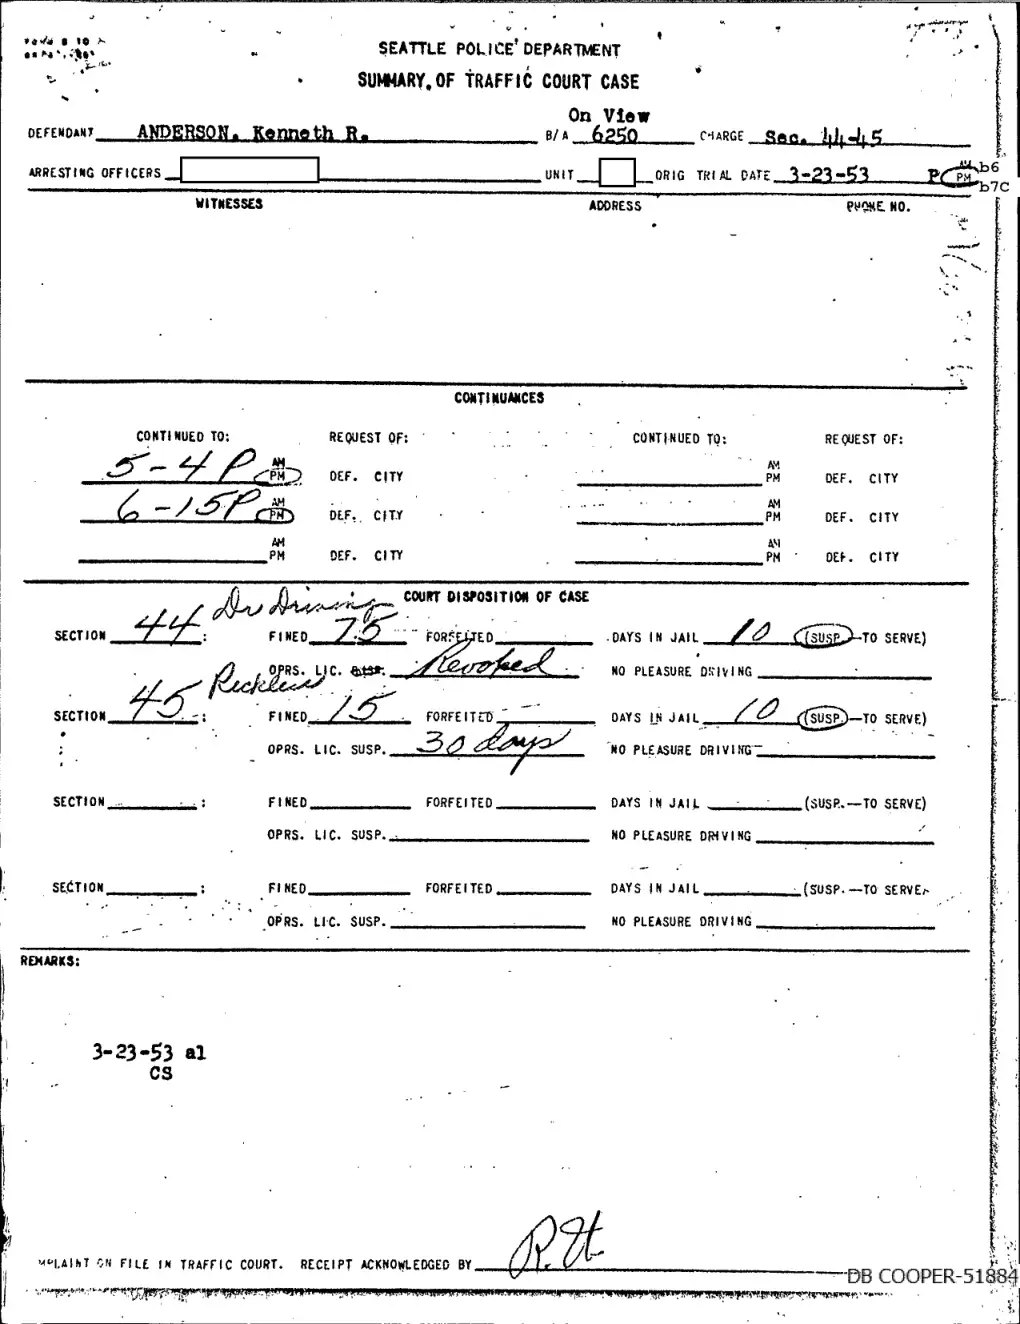 SEATTLE POLICE DEPARTMENT
SUMMARY OF TRAFFIC COURT CASE
On View
DEFENDANT ANDERSON, Kenneth R. B/A 6250 CHARGE Sec. 44-45
ARRESTING OFFICERS UNIT ORIG TRIAL DATE 3-23-53 P AM PM b6 b7C
WITNESSES ADDRESS PHONE NO.
CONTINUANCES
CONTINUED TO: REQUEST OF: CONTINUED TO: REQUEST OF:
5-4 P AM PM DEF. CITY AM PM DEF. CITY
6-15 P AM PM DEF. CITY AM PM DEF. CITY
AM PM DEF. CITY AM PM DEF. CITY
COURT DISPOSITION OF CASE
Dr Driving
SECTION 44: FINED 75 FORFEITED DAYS IN JAIL 10 (SUSP.—TO SERVE)
OPRS. LIC. SUSP. Revoked NO PLEASURE DRIVING
Reckless
SECTION 45: FINED 15 FORFEITED DAYS IN JAIL 10 (SUSP.—TO SERVE)
OPRS. LIC. SUSP. 30 days NO PLEASURE DRIVING
SECTION : FINED FORFEITED DAYS IN JAIL (SUSP.—TO SERVE)
OPRS. LIC. SUSP. NO PLEASURE DRIVING
SECTION : FINED FORFEITED DAYS IN JAIL (SUSP.—TO SERVE)
OPRS. LIC. SUSP. NO PLEASURE DRIVING
REMARKS:
3-23-53 al
CS
MPLAINT ON FILE IN TRAFFIC COURT. RECEIPT ACKNOWLEDGED BY R.H.
DB COOPER-51884